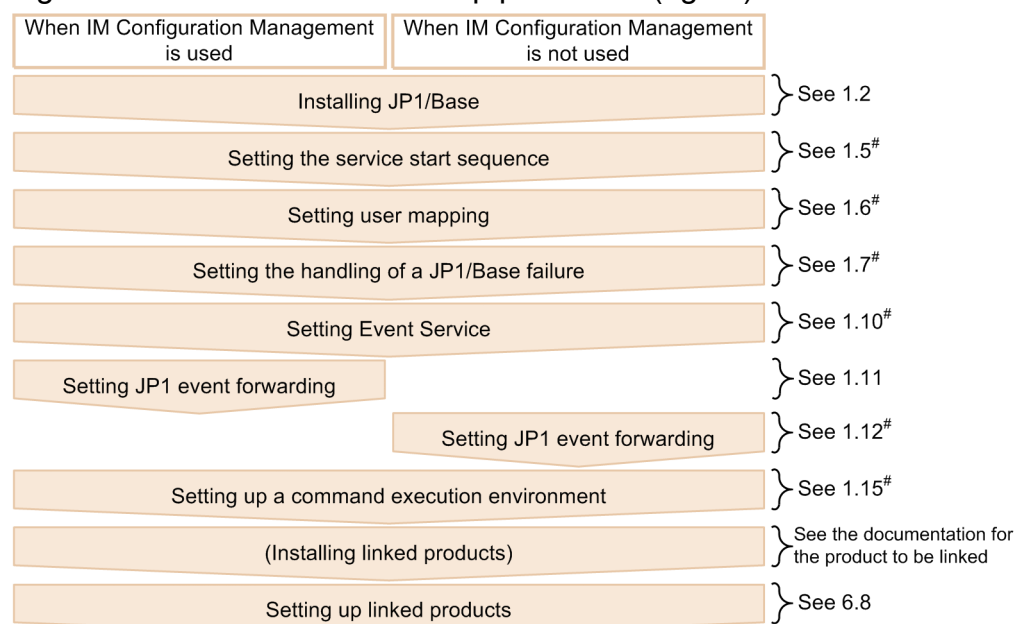 When IM Configuration Management
is used
When IM Configuration Management
is not used
Installing JP1/Base
See 1.2
Setting the service start sequence
See 1.5#
Setting user mapping
See 1.6#
Setting the handling of a JP1/Base failure
See 1.7#
Setting Event Service
See 1.10#
Setting JP1 event forwarding
See 1.11
Setting JP1 event forwarding
See 1.12#
Setting up a command execution environment
See 1.15#
(Installing linked products)
See the documentation for
the product to be linked
Setting up linked products
See 6.8